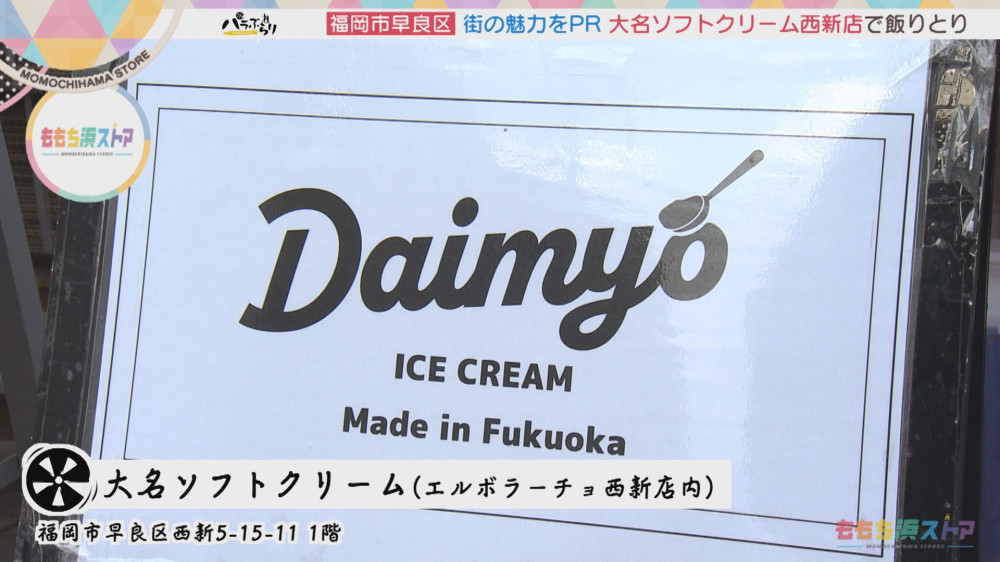 福岡市早良区 街の魅力をPR 大名ソフトクリーム西新店で飯りとり
MOMOCHIHAMA STORE
ももち浜ストア
MOMOCHIHAMA STORE
Daimyo
ICE CREAM
Made in Fukuoka
大名ソフトクリーム(エルボラーチョ西新店内)
福岡市早良区西新5-15-11 1階
ももち浜ストア
MOMOCHIHAMA STORE